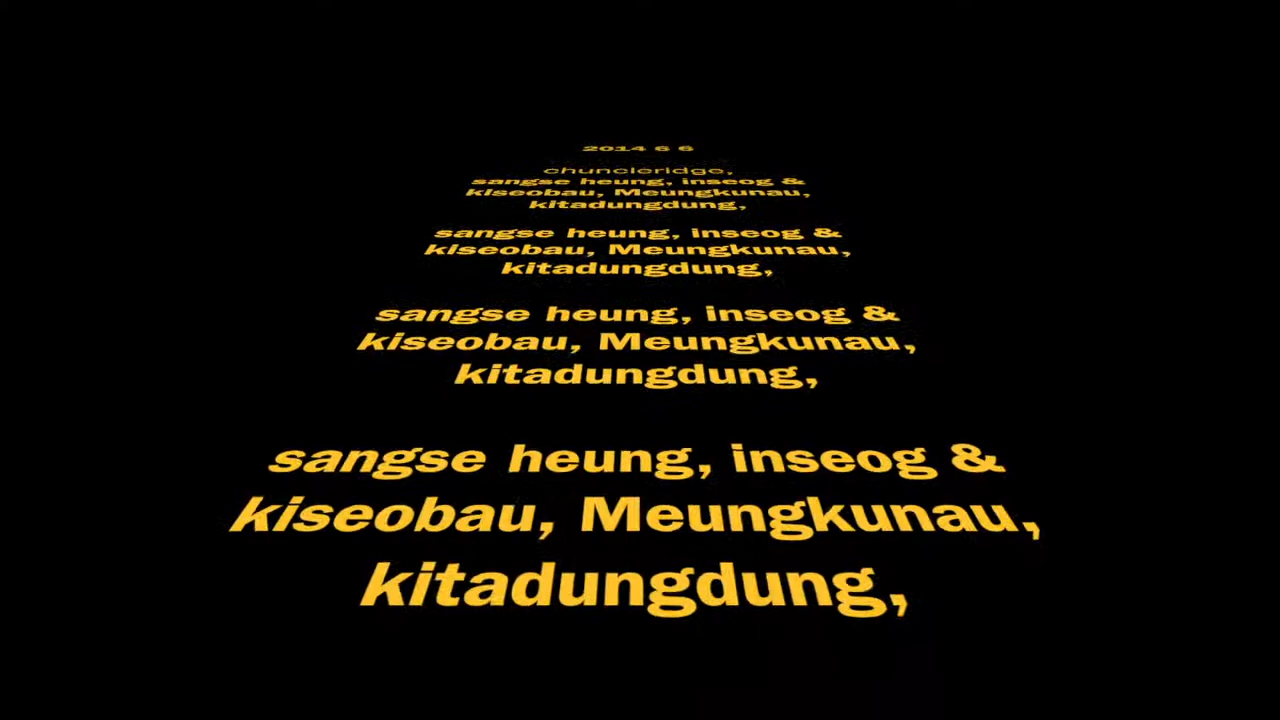 2014 6 6
chuncleridge,
sangse heung, inseog &
kiseobau, Meungkunau,
kitadungdung,
sangse heung, inseog &
kiseobau, Meungkunau,
kitadungdung,
sangse heung, inseog &
kiseobau, Meungkunau,
kitadungdung,
sangse heung, inseog &
kiseobau, Meungkunau,
kitadungdung,